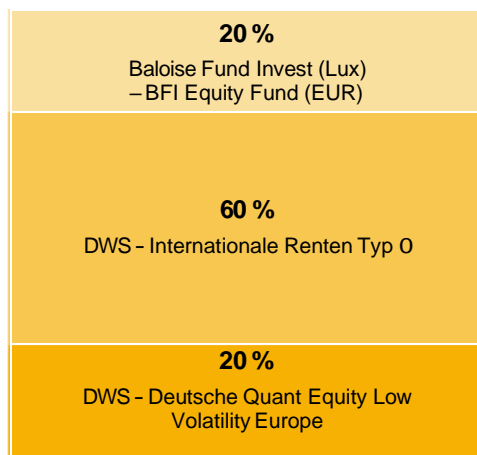 20 %
Baloise Fund Invest (Lux)
– BFI Equity Fund (EUR)
60 %
DWS – Internationale Renten Typ O
20 %
DWS – Deutsche Quant Equity Low
Volatility Europe